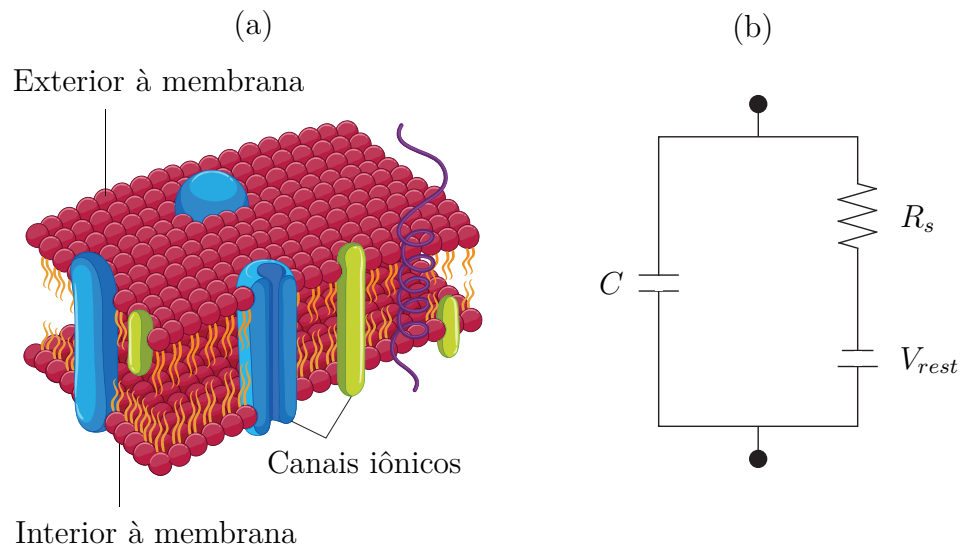 (a)
(b)
Exterior à membrana
R_s
C
V_rest
Canais iônicos
Interior à membrana